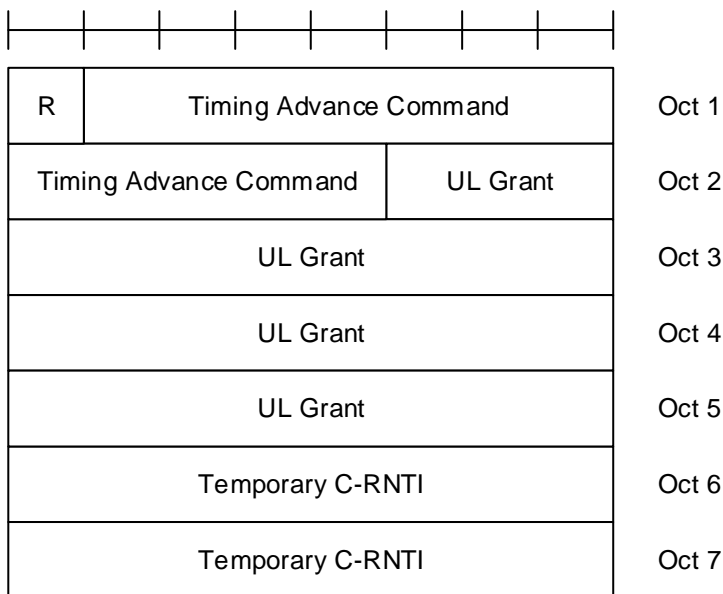 R Timing Advance Command Oct 1
Timing Advance Command UL Grant Oct 2
UL Grant Oct 3
UL Grant Oct 4
UL Grant Oct 5
Temporary C-RNTI Oct 6
Temporary C-RNTI Oct 7